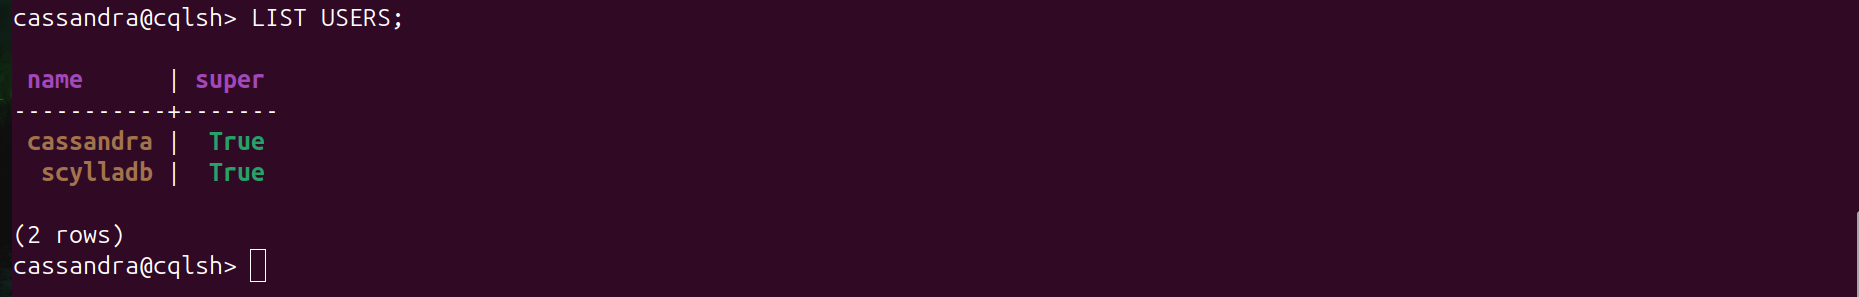 cassandra@cqlsh> LIST USERS;
 name      | super
-----------+-------
 cassandra |  True
  scylladb |  True
(2 rows)
cassandra@cqlsh>